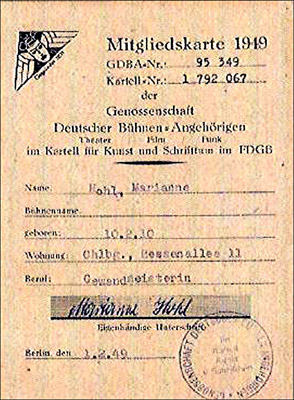 Mitgliedskarte 1949
GDBA-Nr.: 95 349
Kartell-Nr.: 1 792 067
der
Genossenschaft
Deutscher Bühnen-Angehörigen
Theater Film Funk
im Kartell für Kunst und Schrifttum im FDGB
Name: Hohl, Marianne
Bühnenname
geboren: 10.2.10
Wohnung: Chlbg., Hessenallee 11
Beruf: Gewandmeisterin
Marianne Hohl
Eigenhändige Unterschrift
Berlin, den 1.2.49